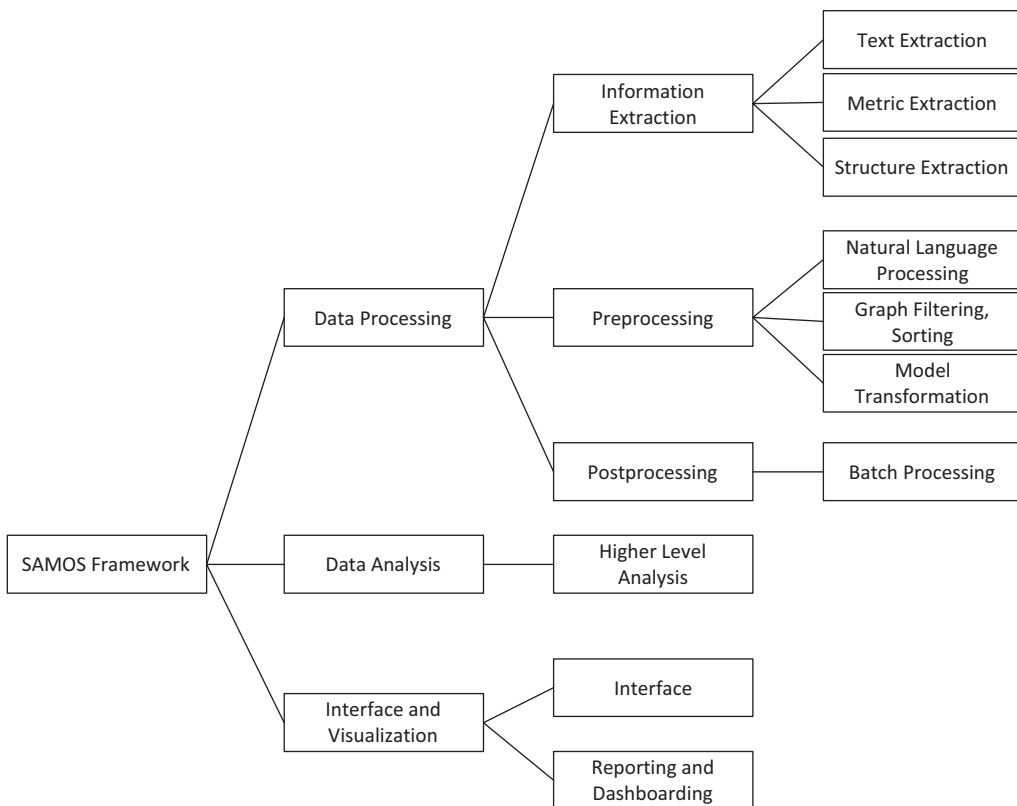 Text Extraction
Information
Extraction
Metric Extraction
Structure Extraction
Natural Language
Processing
Data Processing
Preprocessing
Graph Filtering,
Sorting
Model
Transformation
Postprocessing
Batch Processing
SAMOS Framework
Data Analysis
Higher Level
Analysis
Interface and
Visualization
Interface
Reporting and
Dashboarding